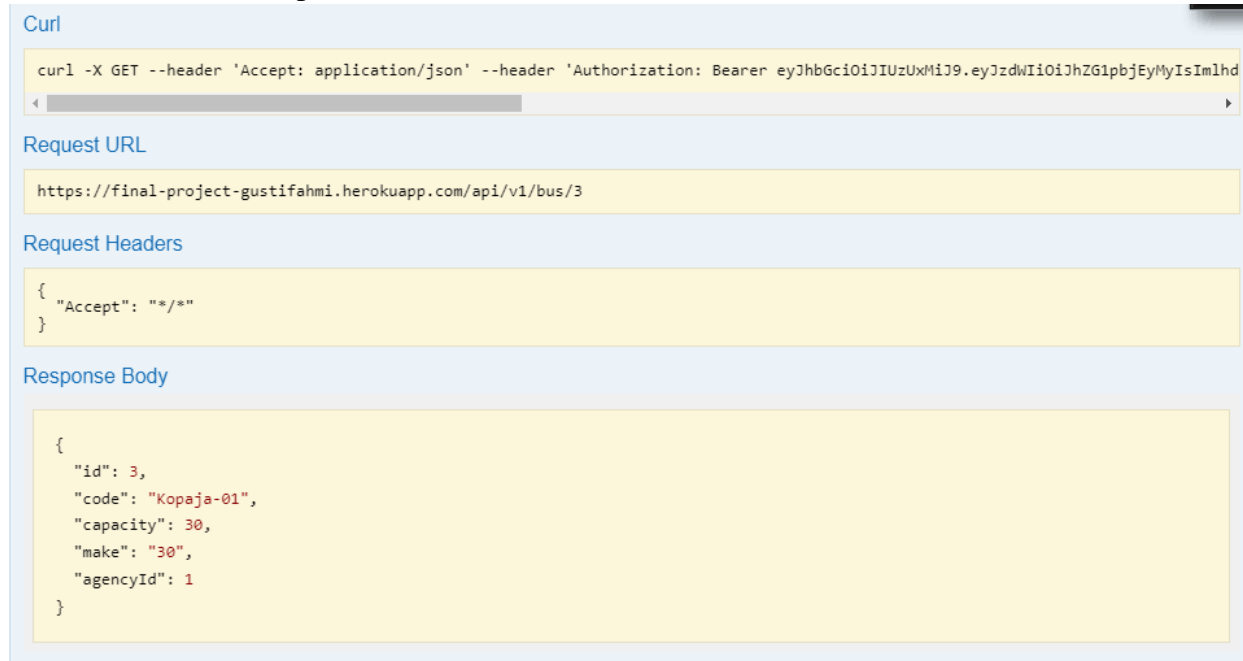 Curl
curl -X GET --header 'Accept: application/json' --header 'Authorization: Bearer eyJhbGciOiJIUzUxMiJ9.eyJzdWIiOiJhZG1pbjEyMyIsImlhd
Request URL
https://final-project-gustifahmi.herokuapp.com/api/v1/bus/3
Request Headers
{
  "Accept": "*/*"
}
Response Body
{
  "id": 3,
  "code": "Kopaja-01",
  "capacity": 30,
  "make": "30",
  "agencyId": 1
}